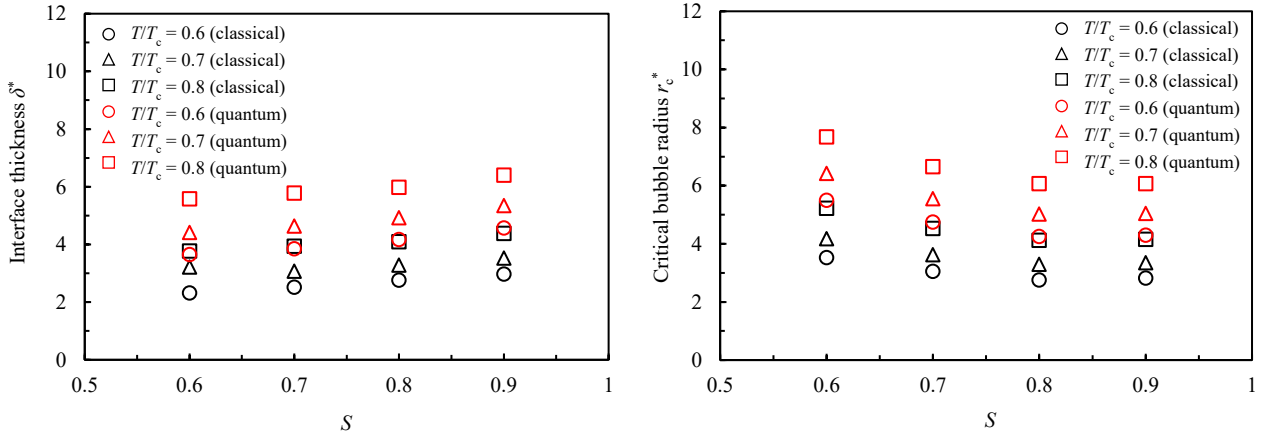 12
10
8
6
4
2
0
Interface thickness δ*
T/Tc = 0.6 (classical)
T/Tc = 0.7 (classical)
T/Tc = 0.8 (classical)
T/Tc = 0.6 (quantum)
T/Tc = 0.7 (quantum)
T/Tc = 0.8 (quantum)
0.5 0.6 0.7 0.8 0.9 1
S
12
10
8
6
4
2
0
Critical bubble radius rc*
T/Tc = 0.6 (classical)
T/Tc = 0.7 (classical)
T/Tc = 0.8 (classical)
T/Tc = 0.6 (quantum)
T/Tc = 0.7 (quantum)
T/Tc = 0.8 (quantum)
0.5 0.6 0.7 0.8 0.9 1
S